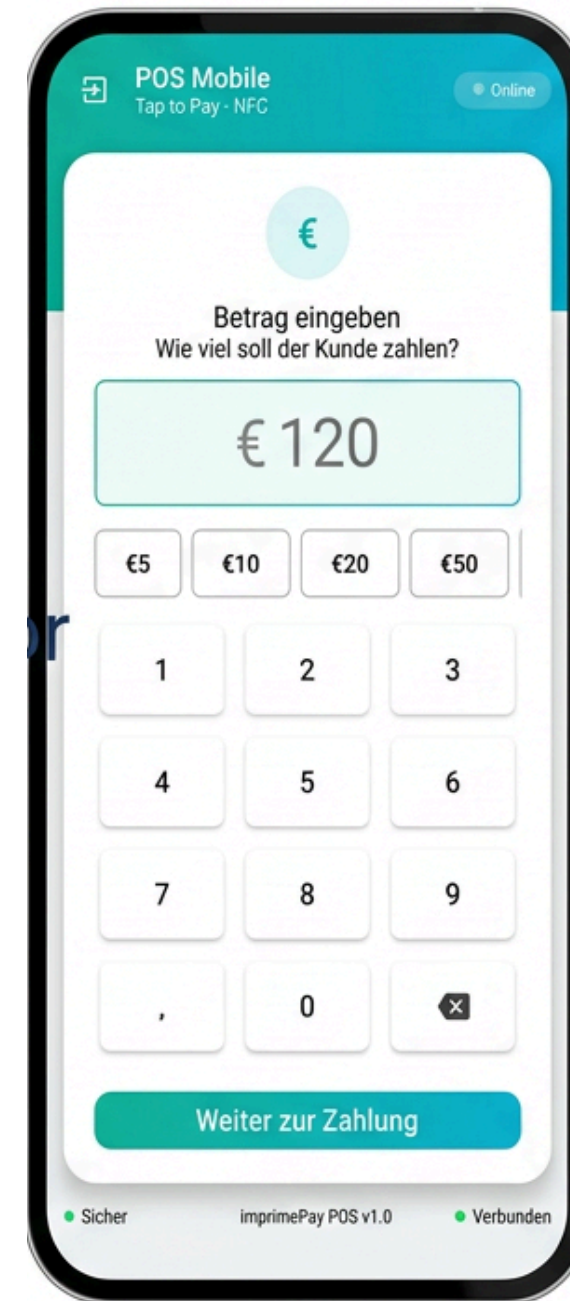 POS Mobile
Tap to Pay - NFC
Online
€
Betrag eingeben
Wie viel soll der Kunde zahlen?
€ 120
€5 €10 €20 €50
1 2 3
4 5 6
7 8 9
, 0
Weiter zur Zahlung
Sicher imprimePay POS v1.0 Verbunden